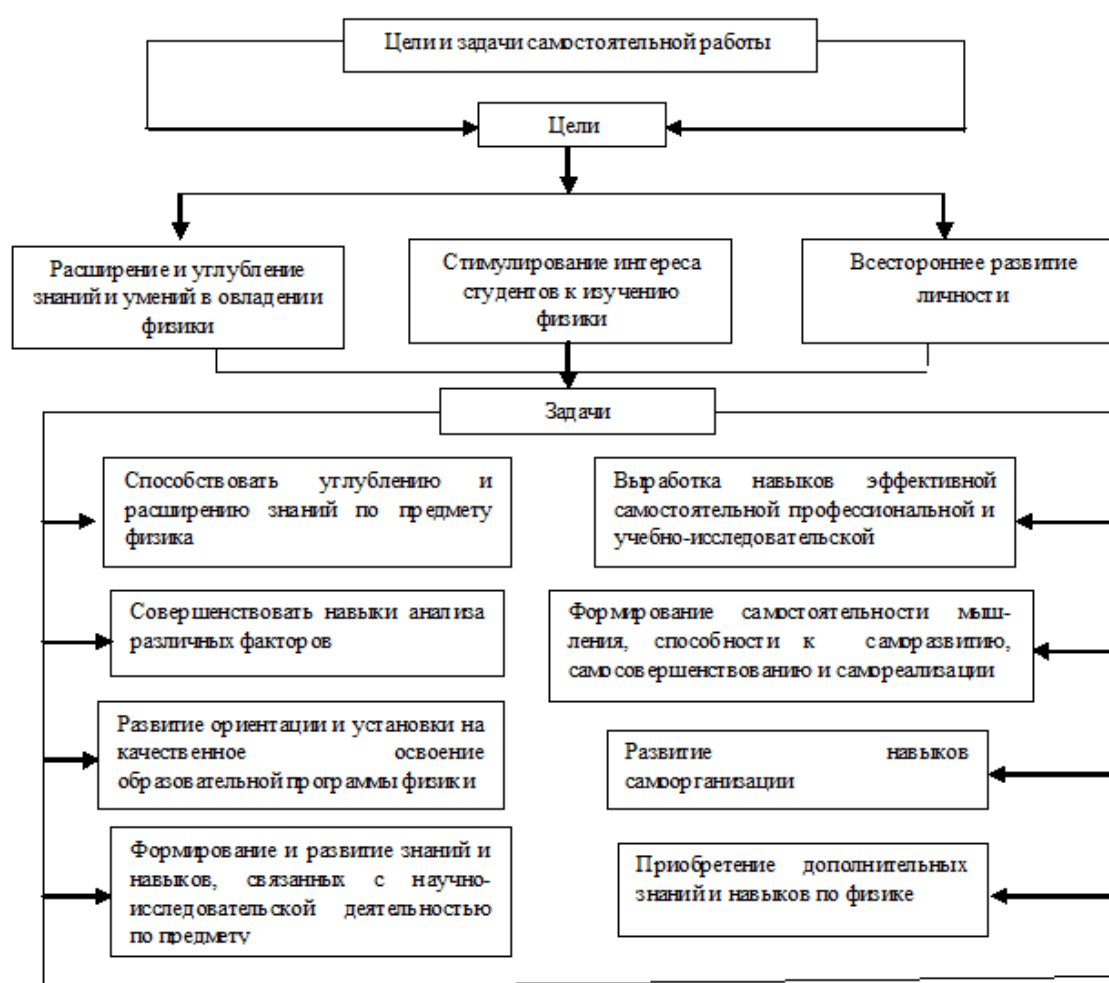 Цели и задачи самостоятельной работы
Цели
Расширение и углубление
знаний и умений в овладении
физики
Стимулирование интереса
студентов к изучению
физики
Всестороннее развитие
личности
Задачи
Способствовать углублению и
расширению знаний по предмету
физика
Выработка навыков эффективной
самостоятельной профессиональной и
учебно-исследовательской
Совершенствовать навыки анализа
различных факторов
Формирование самостоятельности мыш-
ления, способности к саморазвитию,
самосовершенствованию и самореализации
Развитие ориентации и установки на
качественное освоение
образовательной программы физики
Развитие навыков
самоорганизации
Формирование и развитие знаний и
навыков, связанных с научно-
исследовательской деятельностью
по предмету
Приобретение дополнительных
знаний и навыков по физике